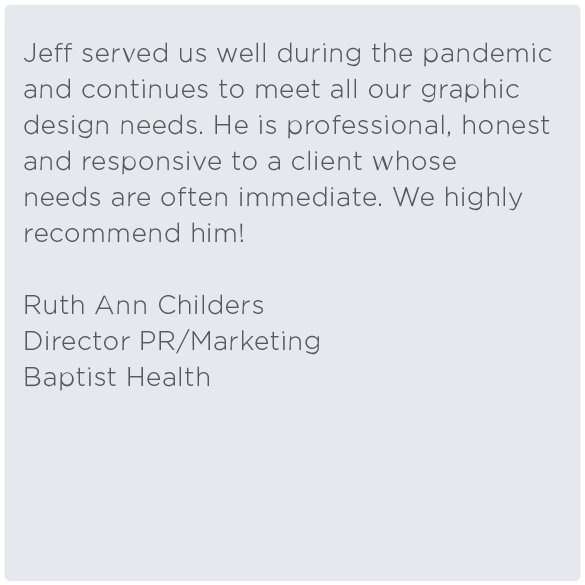 Jeff served us well during the pandemic
and continues to meet all our graphic
design needs. He is professional, honest
and responsive to a client whose
needs are often immediate. We highly
recommend him!
Ruth Ann Childers
Director PR/Marketing
Baptist Health